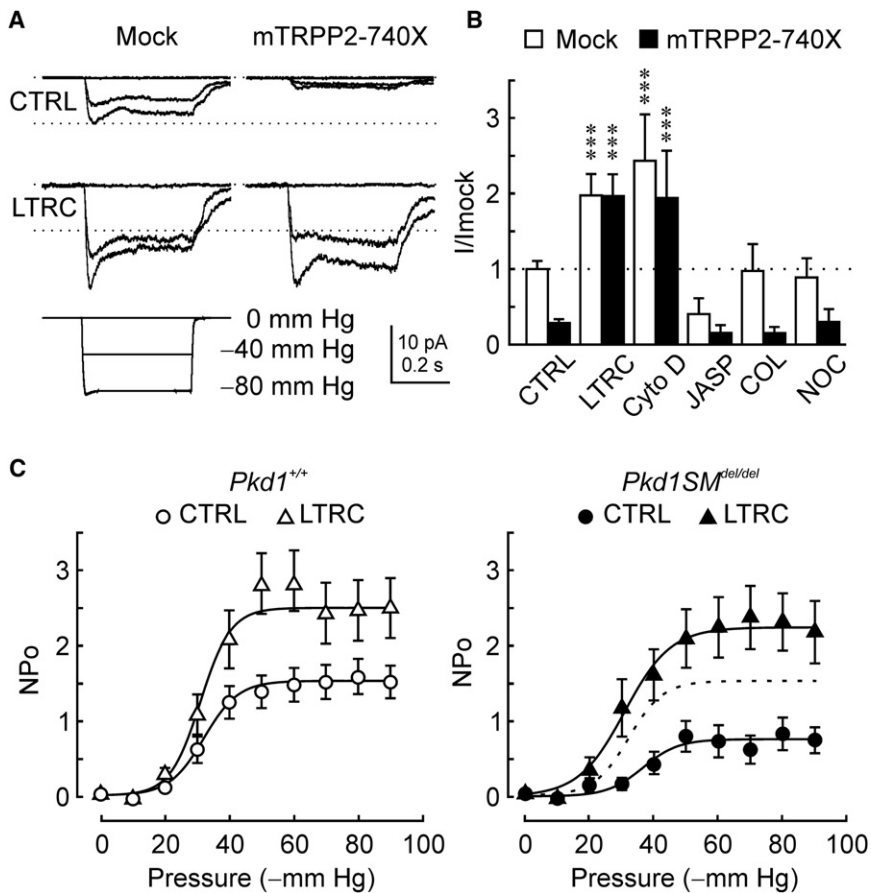 A
Mock mTRPP2-740X
CTRL
LTRC
0 mm Hg
−40 mm Hg
−80 mm Hg
10 pA
0.2 s
B
Mock mTRPP2-740X
I/Imock
3
2
1
0
*** *** *** ***
CTRL LTRC Cyto D JASP COL NOC
C
Pkd1+/+
CTRL LTRC
NPo
3
2
1
0
0 20 40 60 80 100
Pressure (−mm Hg)
Pkd1SMdel/del
CTRL LTRC
NPo
3
2
1
0
0 20 40 60 80 100
Pressure (−mm Hg)